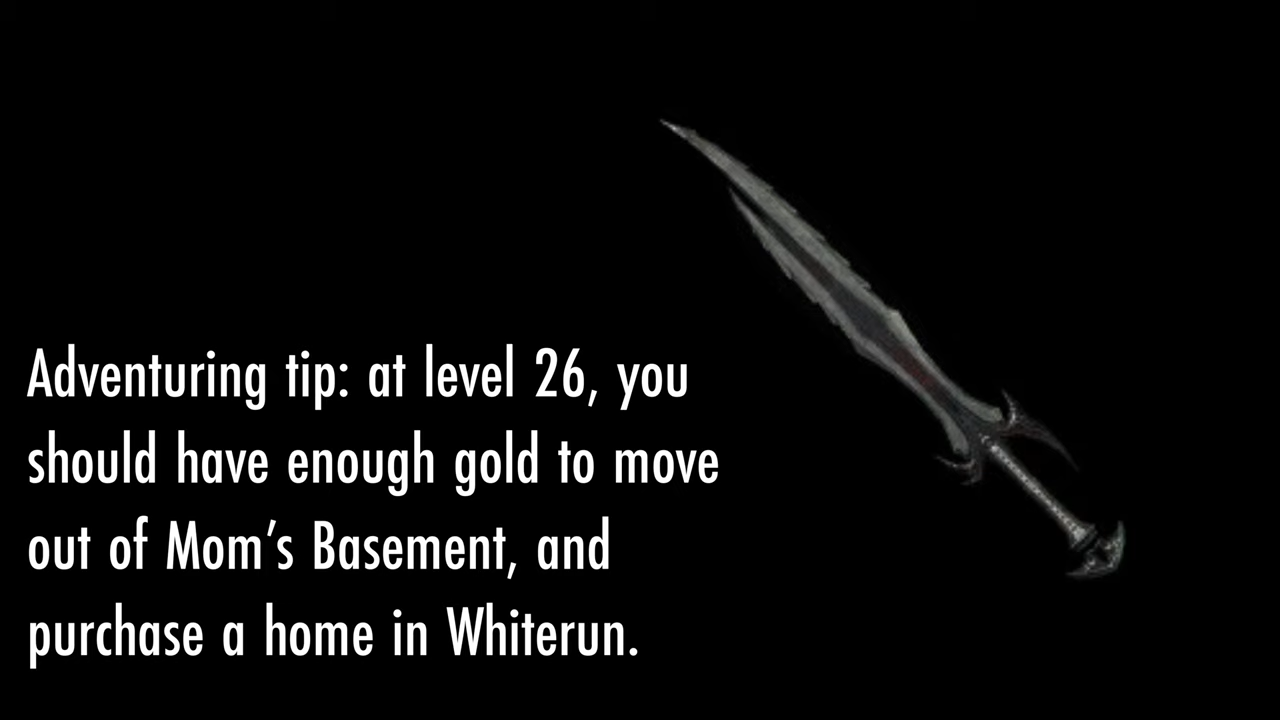 Adventuring tip: at level 26, you
should have enough gold to move
out of Mom’s Basement, and
purchase a home in Whiterun.